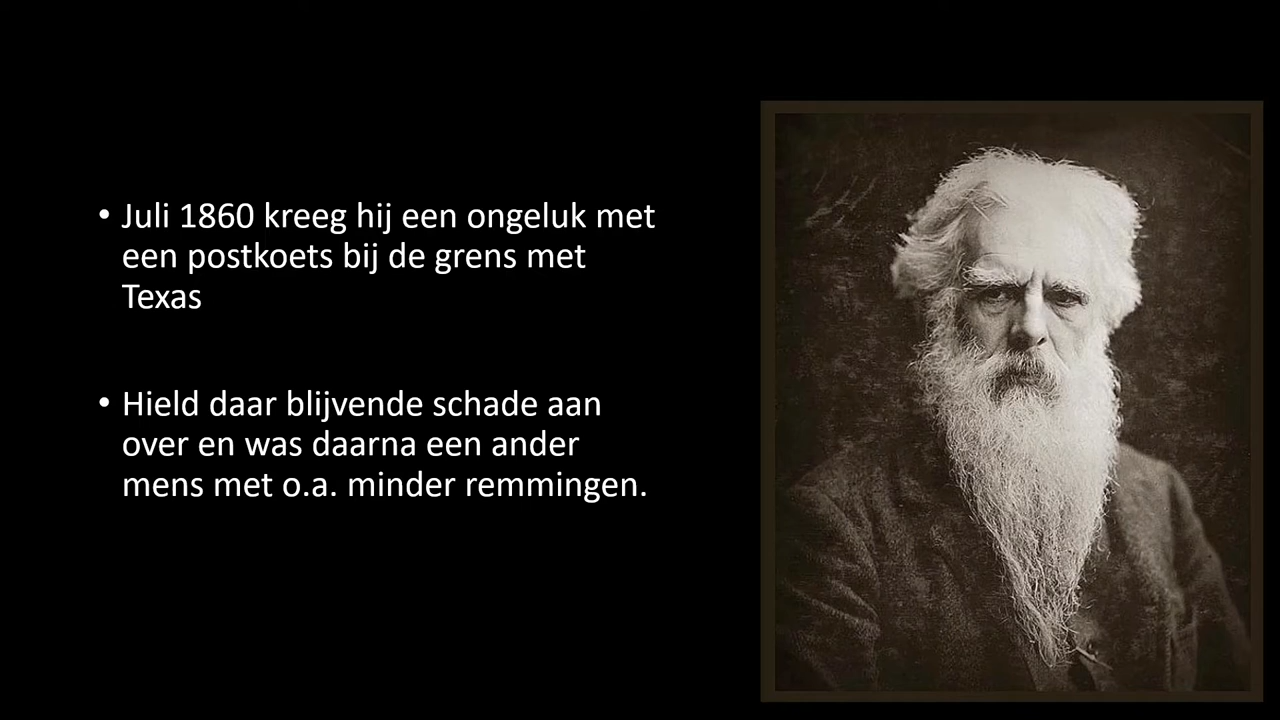 • Juli 1860 kreeg hij een ongeluk met
een postkoets bij de grens met
Texas
• Hield daar blijvende schade aan
over en was daarna een ander
mens met o.a. minder remmingen.